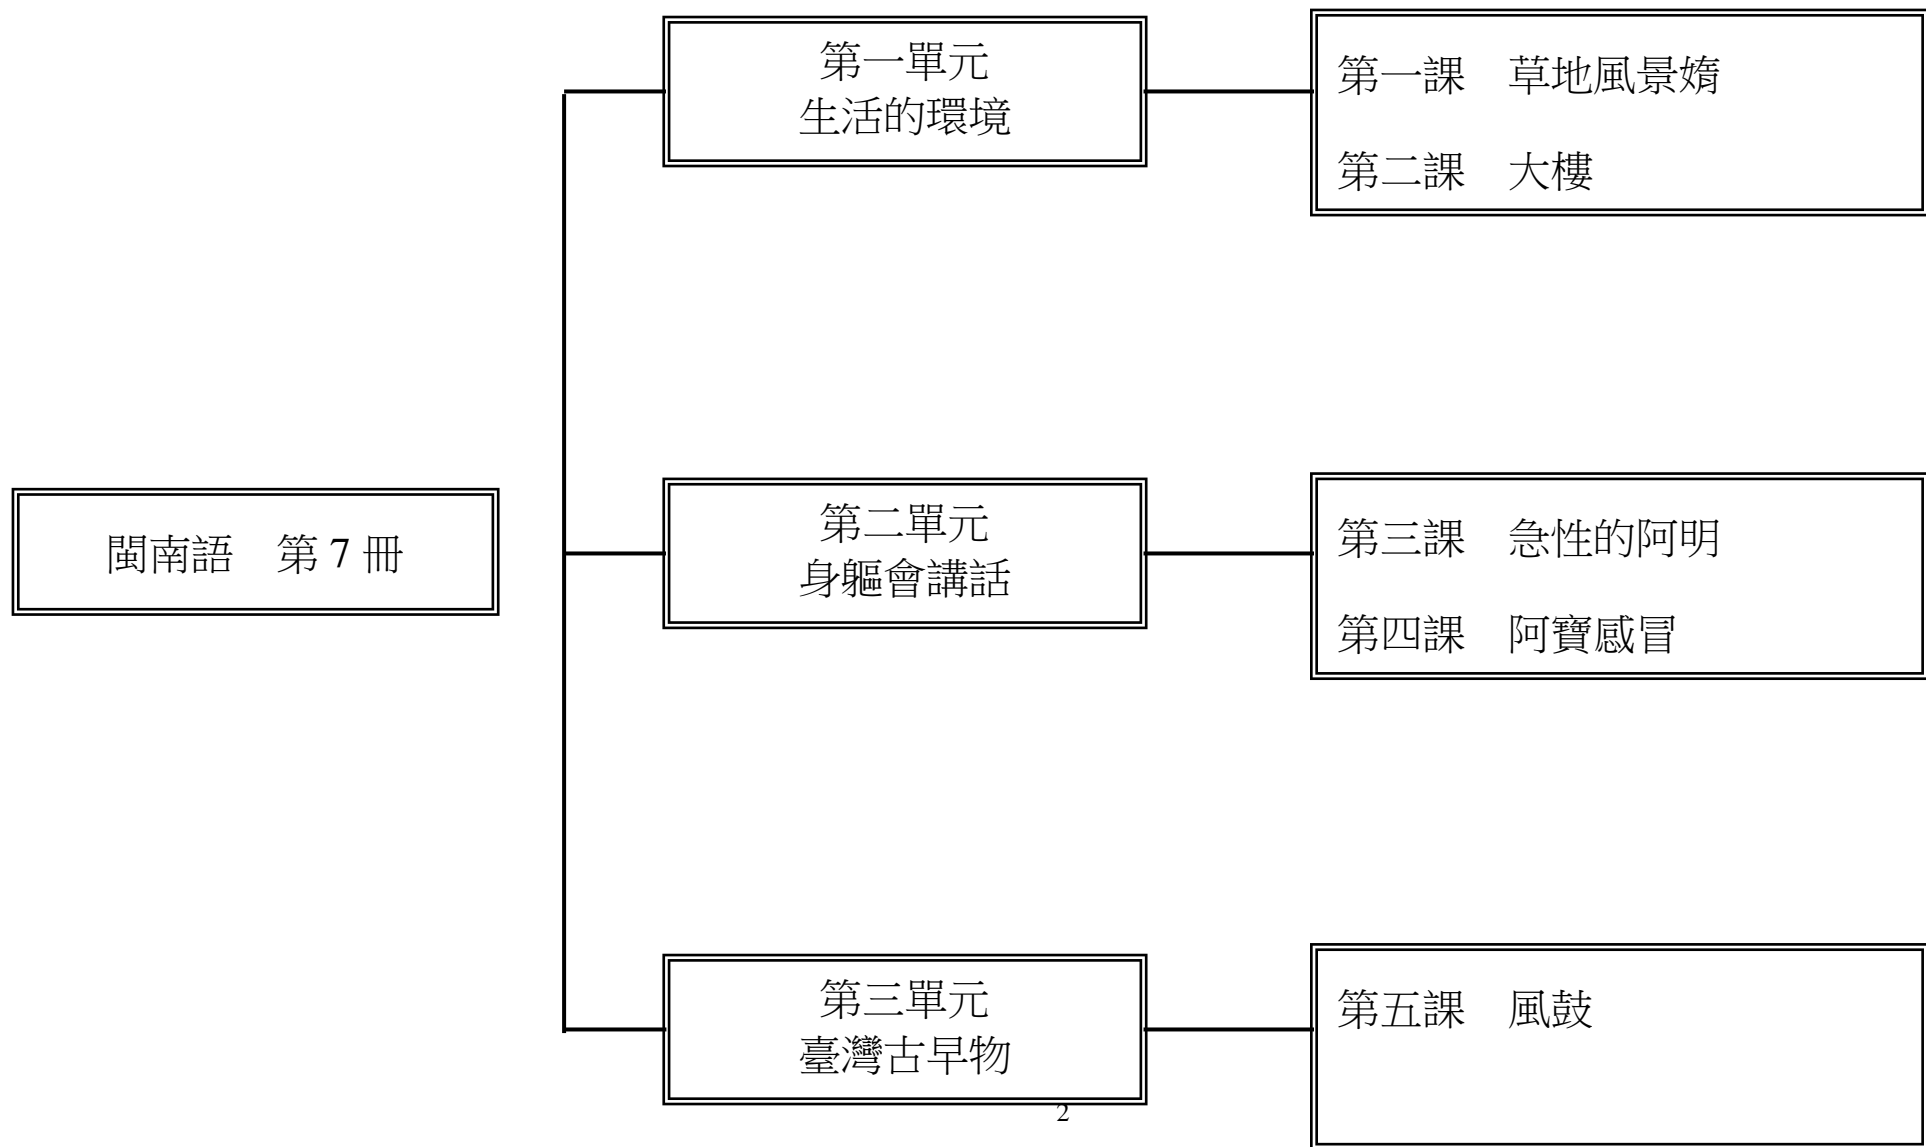 閩南語　第 7 冊
第一單元
生活的環境
第一課　草地風景媠
第二課　大樓
第二單元
身軀會講話
第三課　急性的阿明
第四課　阿寶感冒
第三單元
臺灣古早物
第五課　風鼓
2